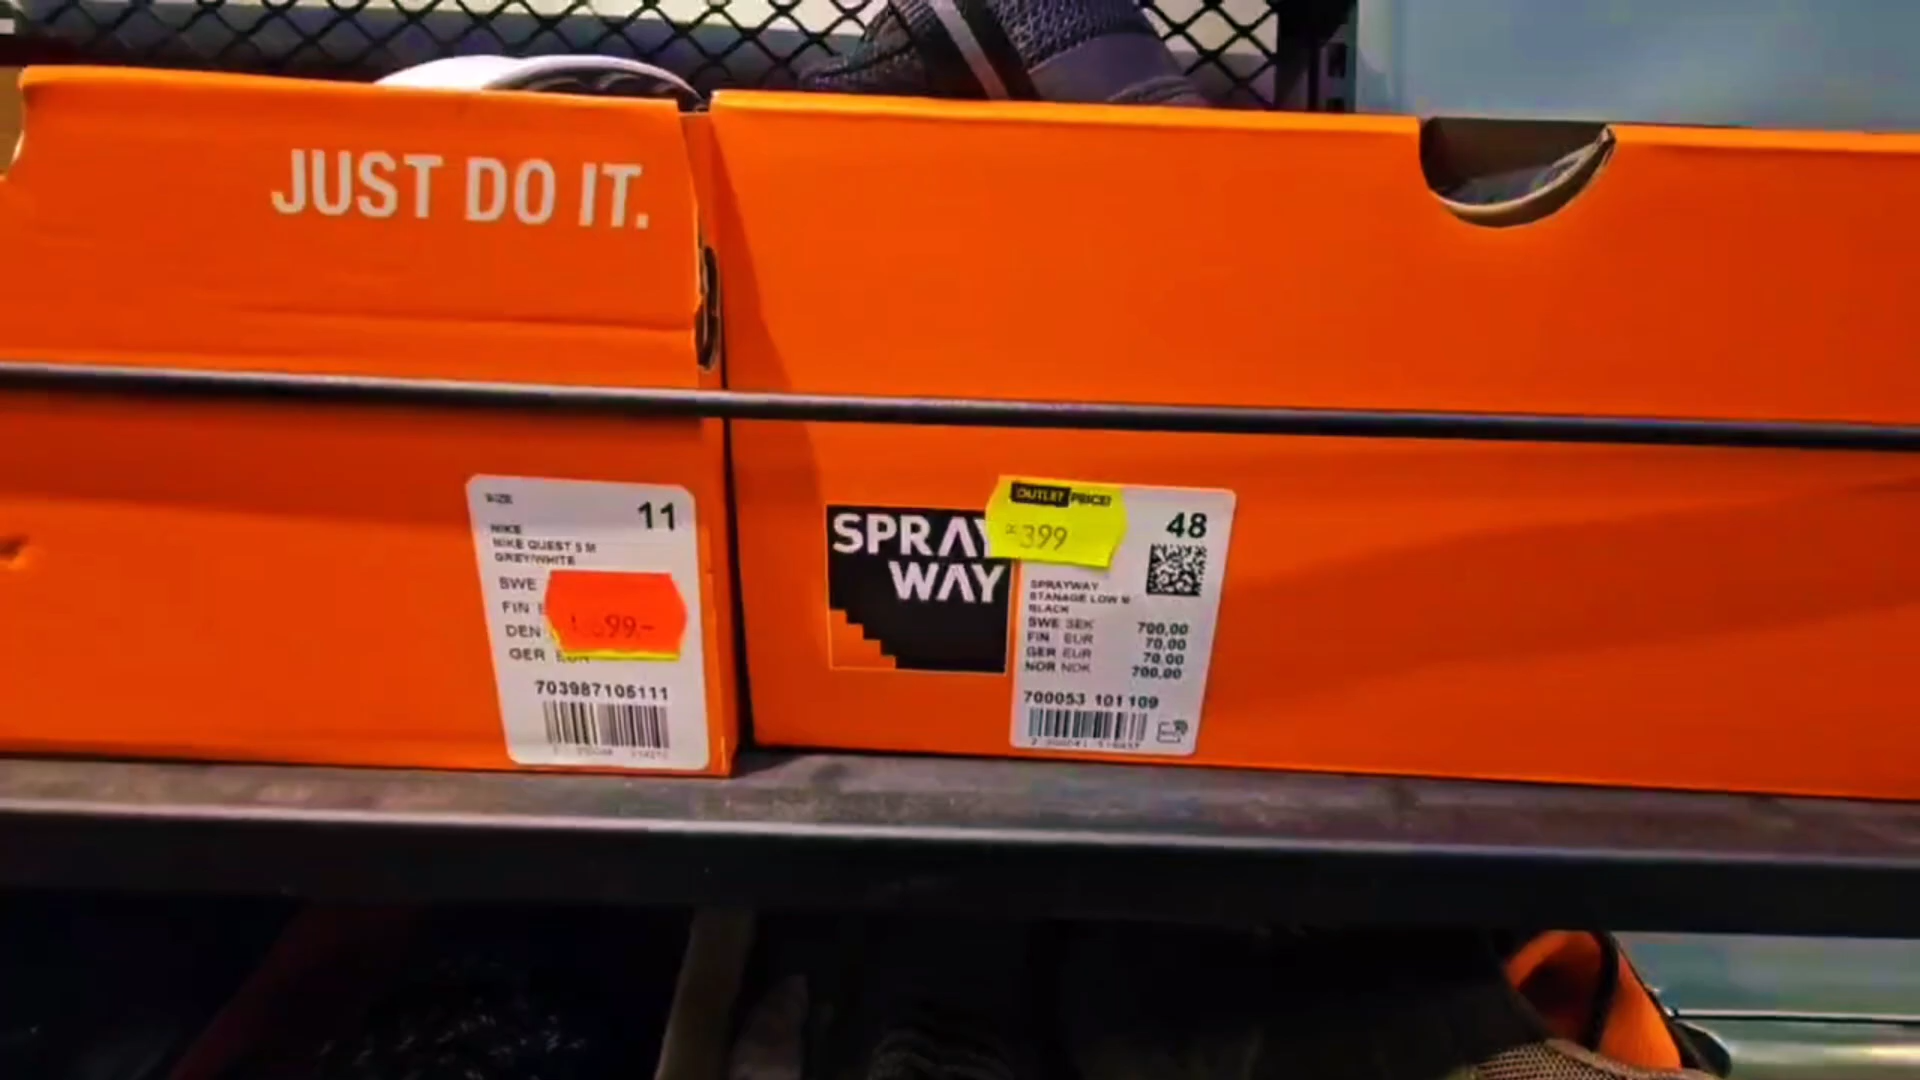 JUST DO IT.
SIZE 11
NIKE
NIKE QUEST 5 M
GREY/WHITE
SWE
FIN
DEN
GER EUR
99.-
703987106111
SPRAY
WAY
OUTLET PRICE!
399
48
SPRAYWAY
STANAGE LOW M
BLACK
SWE SEK 700,00
FIN EUR 70,00
GER EUR 70,00
NOR NOK 700,00
700053 101 109